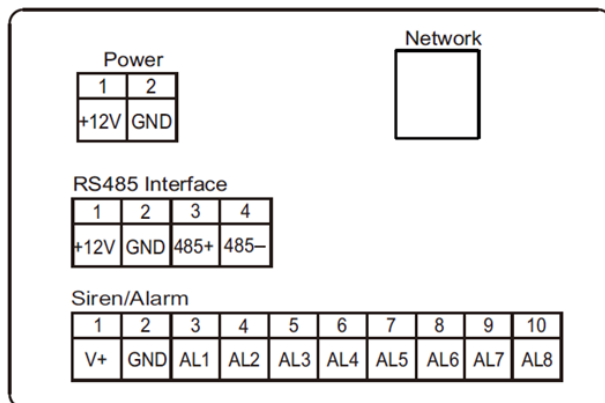 Power
1 2
+12V GND
Network
RS485 Interface
1 2 3 4
+12V GND 485+ 485–
Siren/Alarm
1 2 3 4 5 6 7 8 9 10
V+ GND AL1 AL2 AL3 AL4 AL5 AL6 AL7 AL8